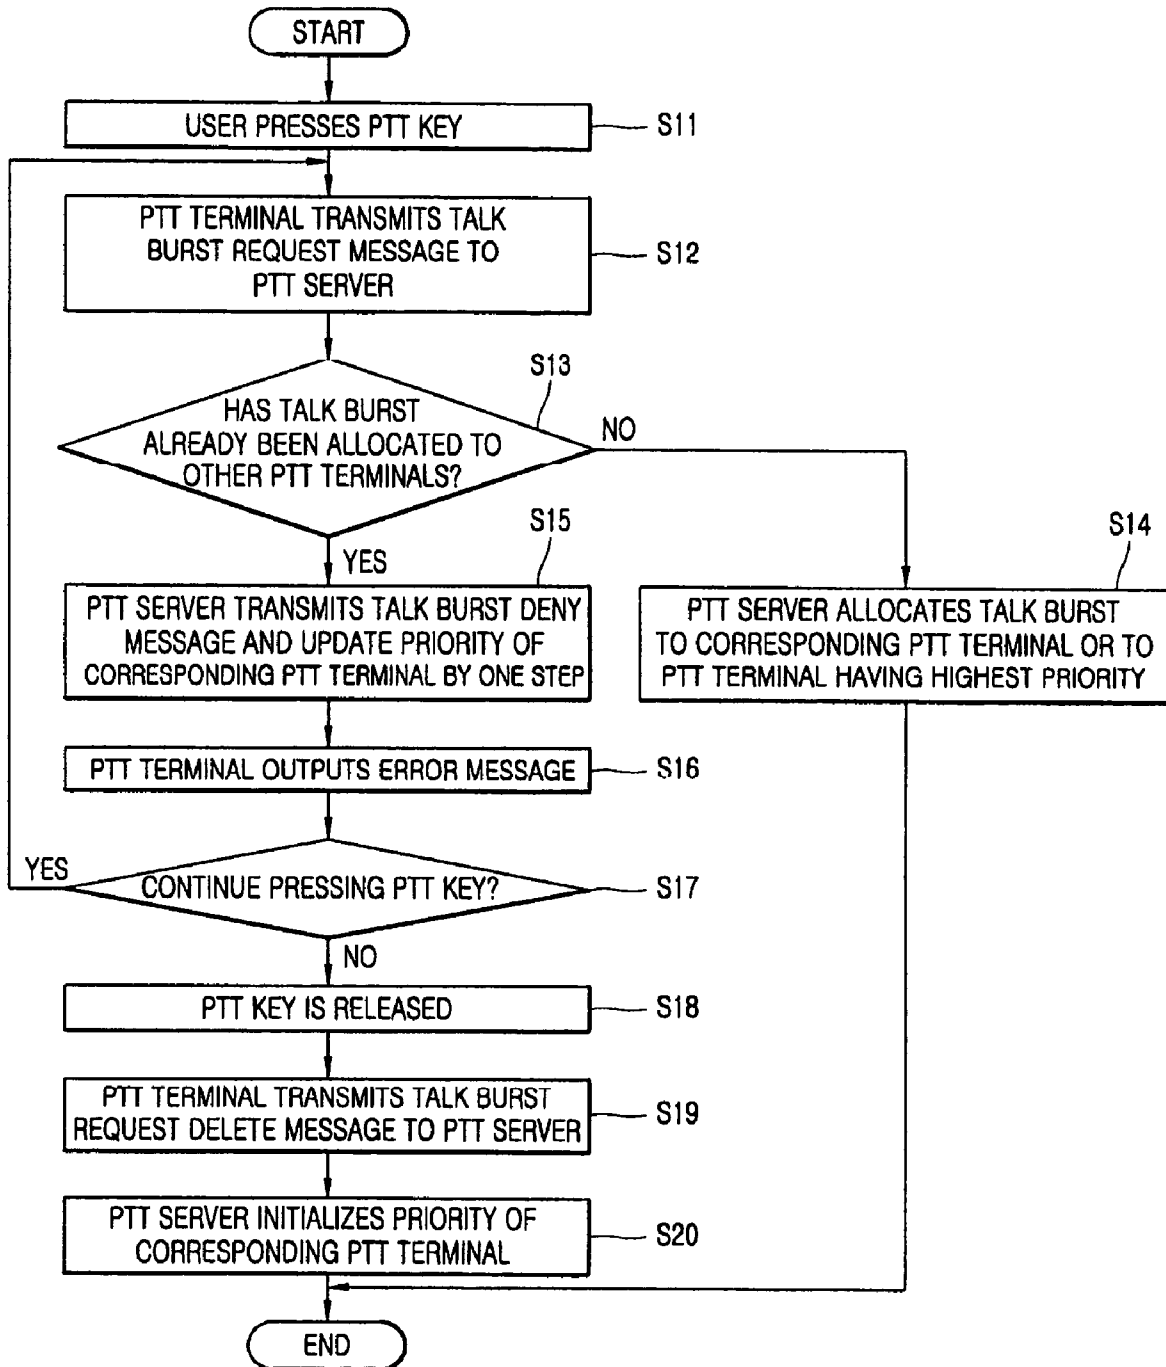 START
USER PRESSES PTT KEY
S11
PTT TERMINAL TRANSMITS TALK
BURST REQUEST MESSAGE TO
PTT SERVER
S12
S13
HAS TALK BURST
ALREADY BEEN ALLOCATED TO
OTHER PTT TERMINALS?
NO
YES
S15
PTT SERVER TRANSMITS TALK BURST DENY
MESSAGE AND UPDATE PRIORITY OF
CORRESPONDING PTT TERMINAL BY ONE STEP
S14
PTT SERVER ALLOCATES TALK BURST
TO CORRESPONDING PTT TERMINAL OR TO
PTT TERMINAL HAVING HIGHEST PRIORITY
PTT TERMINAL OUTPUTS ERROR MESSAGE
S16
YES
CONTINUE PRESSING PTT KEY?
S17
NO
PTT KEY IS RELEASED
S18
PTT TERMINAL TRANSMITS TALK BURST
REQUEST DELETE MESSAGE TO PTT SERVER
S19
PTT SERVER INITIALIZES PRIORITY OF
CORRESPONDING PTT TERMINAL
S20
END